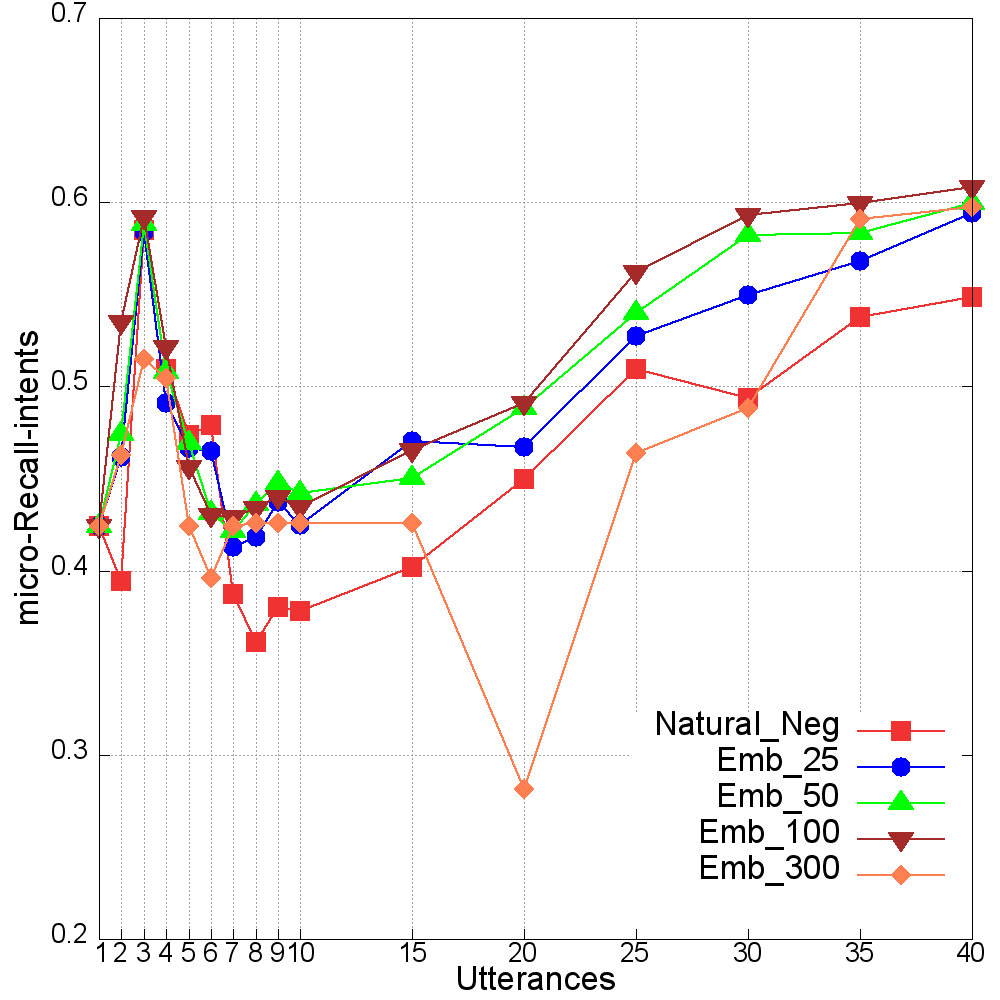 0.7
0.6
0.5
0.4
0.3
0.2
micro-Recall-intents
Natural_Neg
Emb_25
Emb_50
Emb_100
Emb_300
1 2 3 4 5 6 7 8 9 10 15 20 25 30 35 40
Utterances